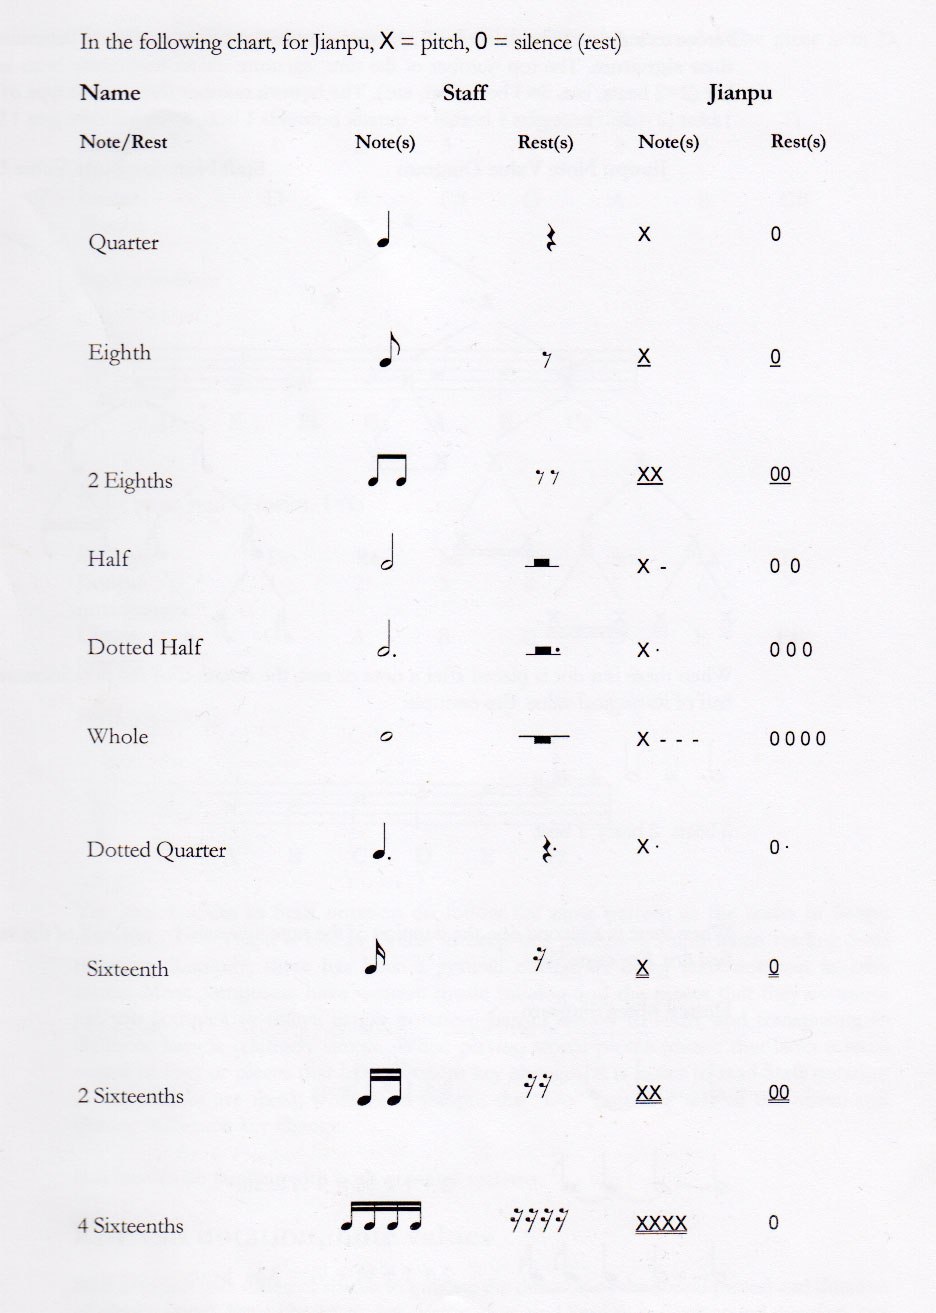 In the following chart, for Jianpu, X = pitch, 0 = silence (rest)
Name Staff Jianpu
Note/Rest Note(s) Rest(s) Note(s) Rest(s)
Quarter X 0
Eighth X 0
2 Eighths XX 00
Half X - 0 0
Dotted Half X · 0 0 0
Whole X - - - 0 0 0 0
Dotted Quarter X · 0 ·
Sixteenth X 0
2 Sixteenths XX 00
4 Sixteenths XXXX 0